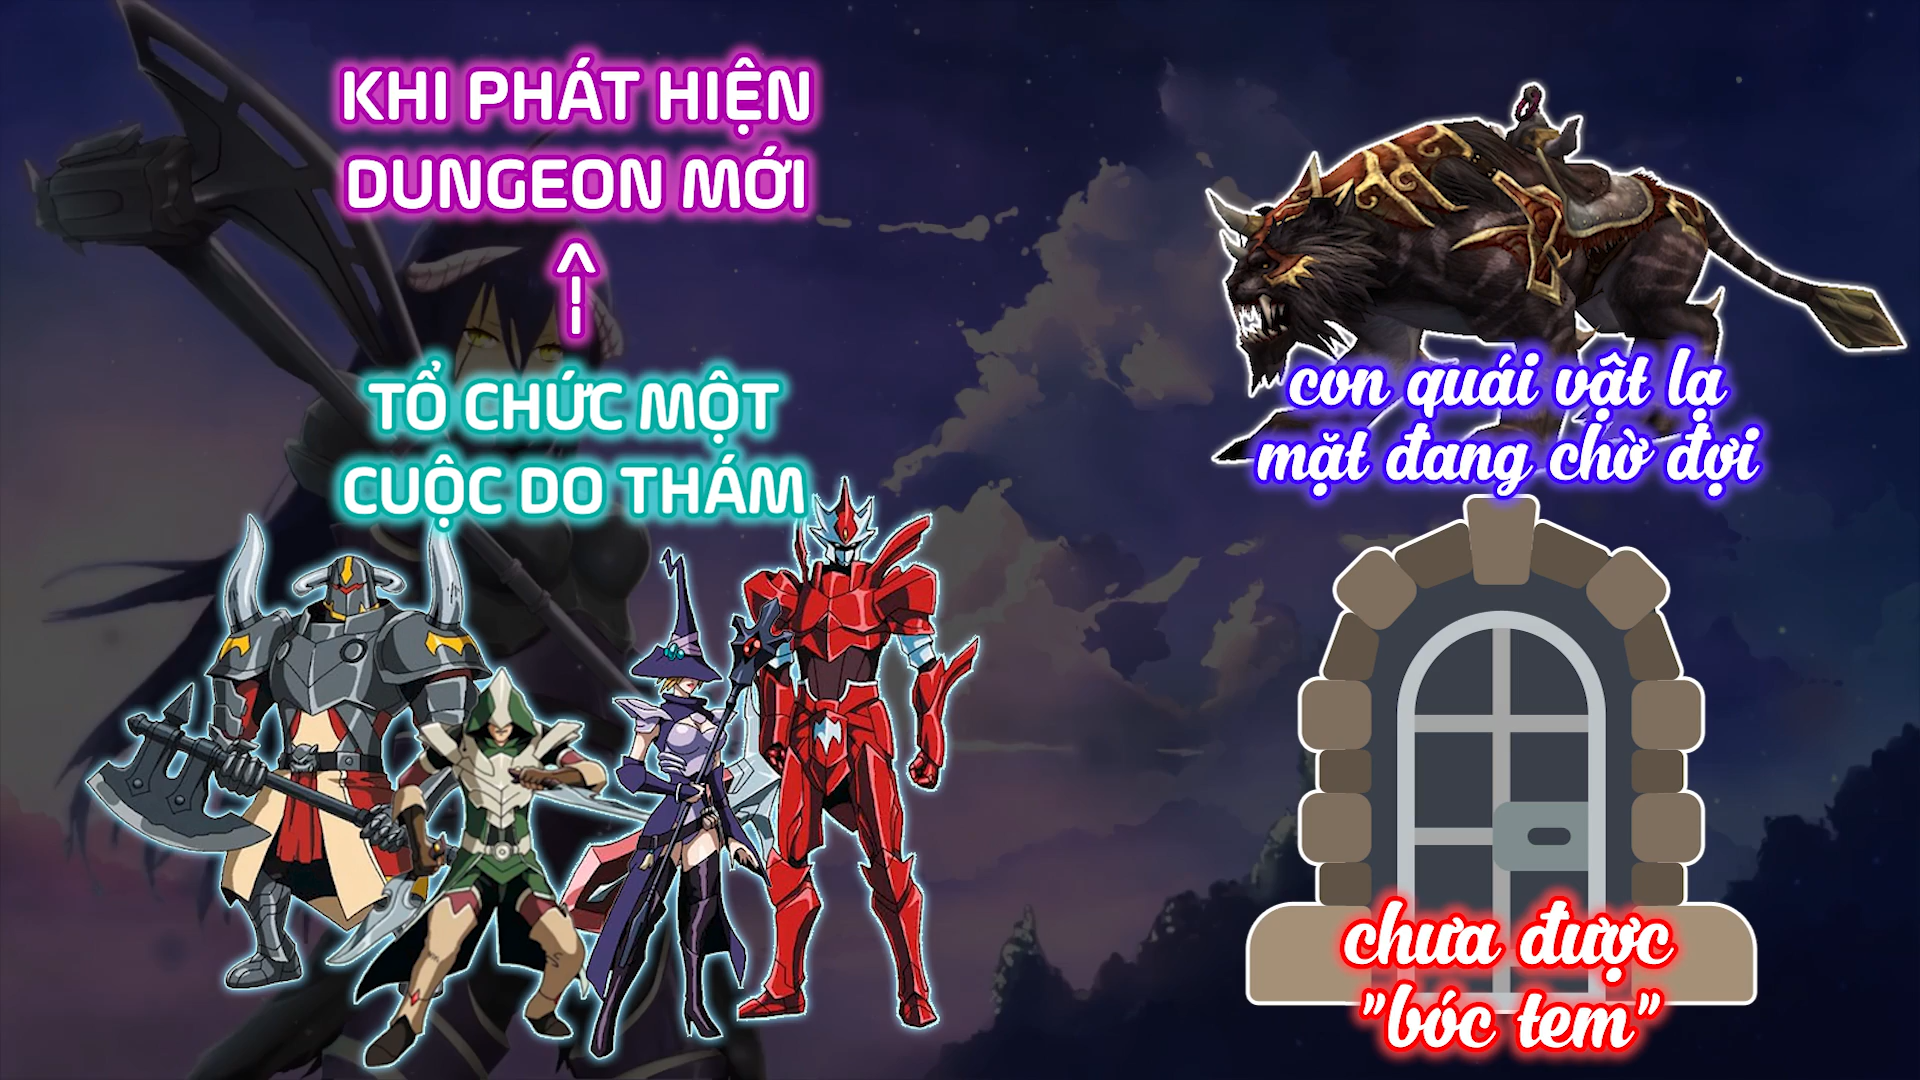 KHI PHÁT HIỆN
DUNGEON MỚI
TỔ CHỨC MỘT
CUỘC DO THÁM
con quái vật lạ
mặt đang chờ đợi
chưa được
"bóc tem"